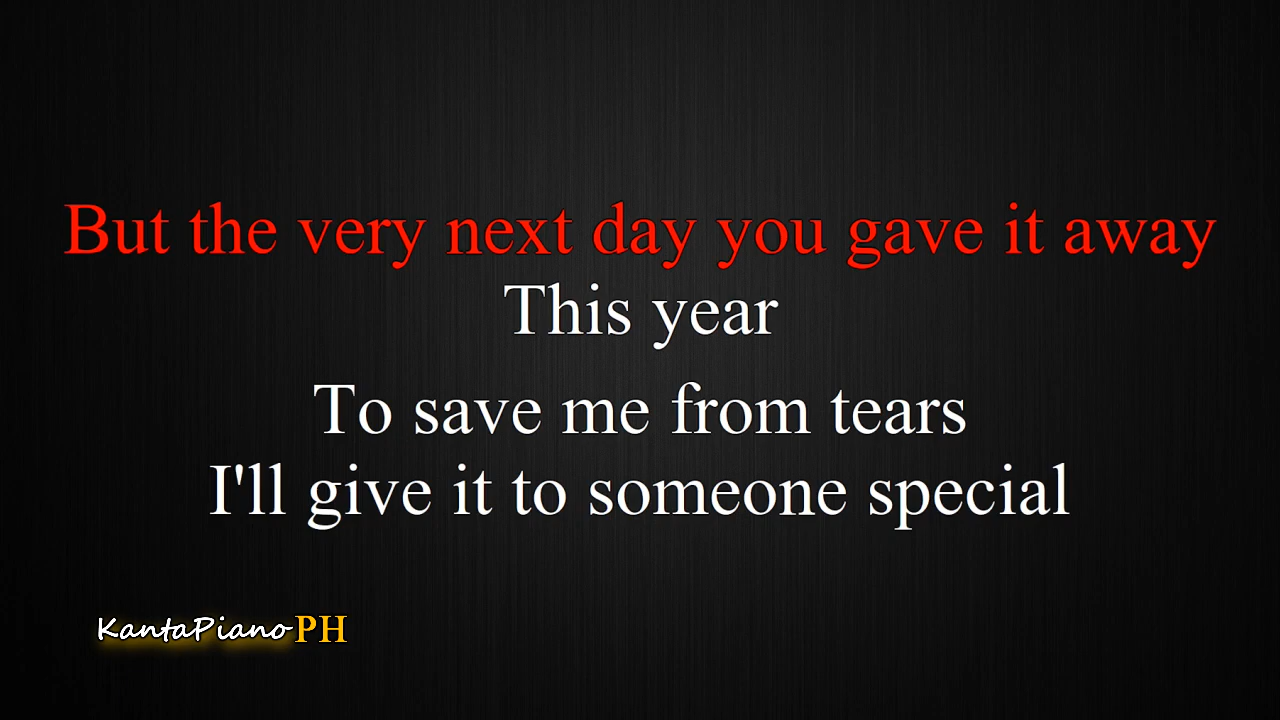 But the very next day you gave it away
This year
To save me from tears
I'll give it to someone special
KantaPianoPH